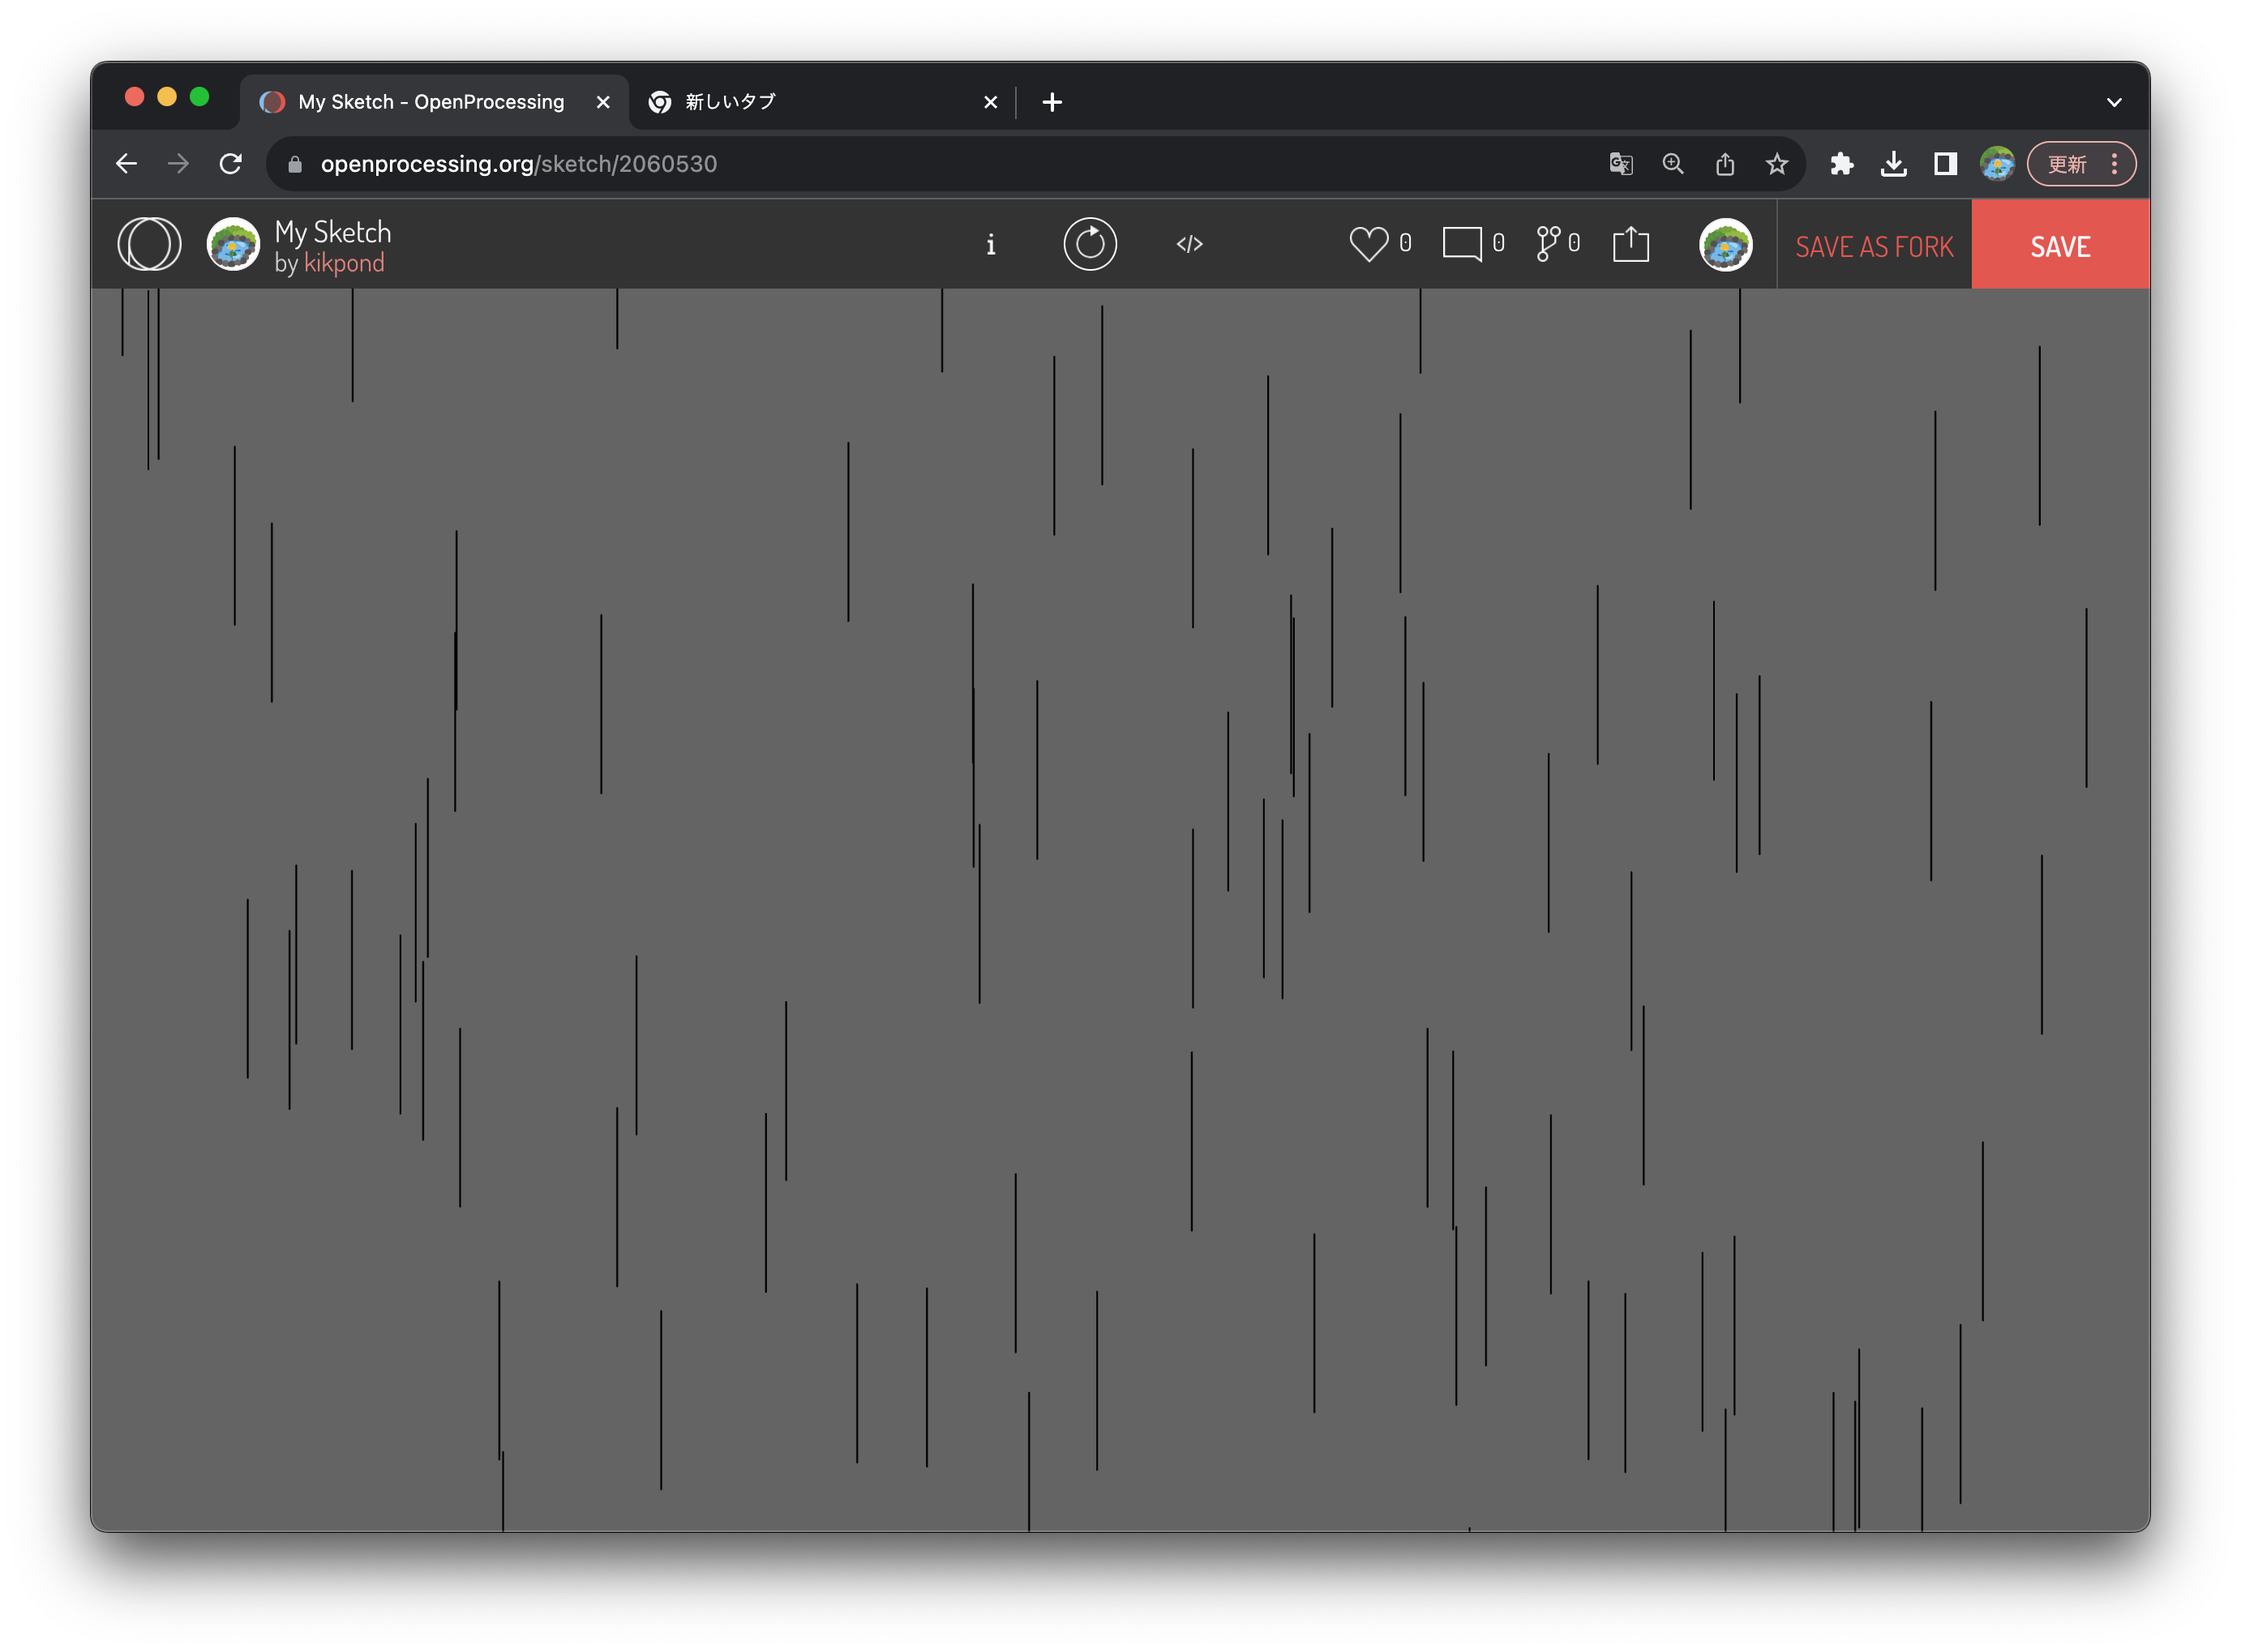 My Sketch - OpenProcessing
新しいタブ
openprocessing.org/sketch/2060530
更新
My Sketch
by kikpond
i
</>
0
0
0
SAVE AS FORK
SAVE